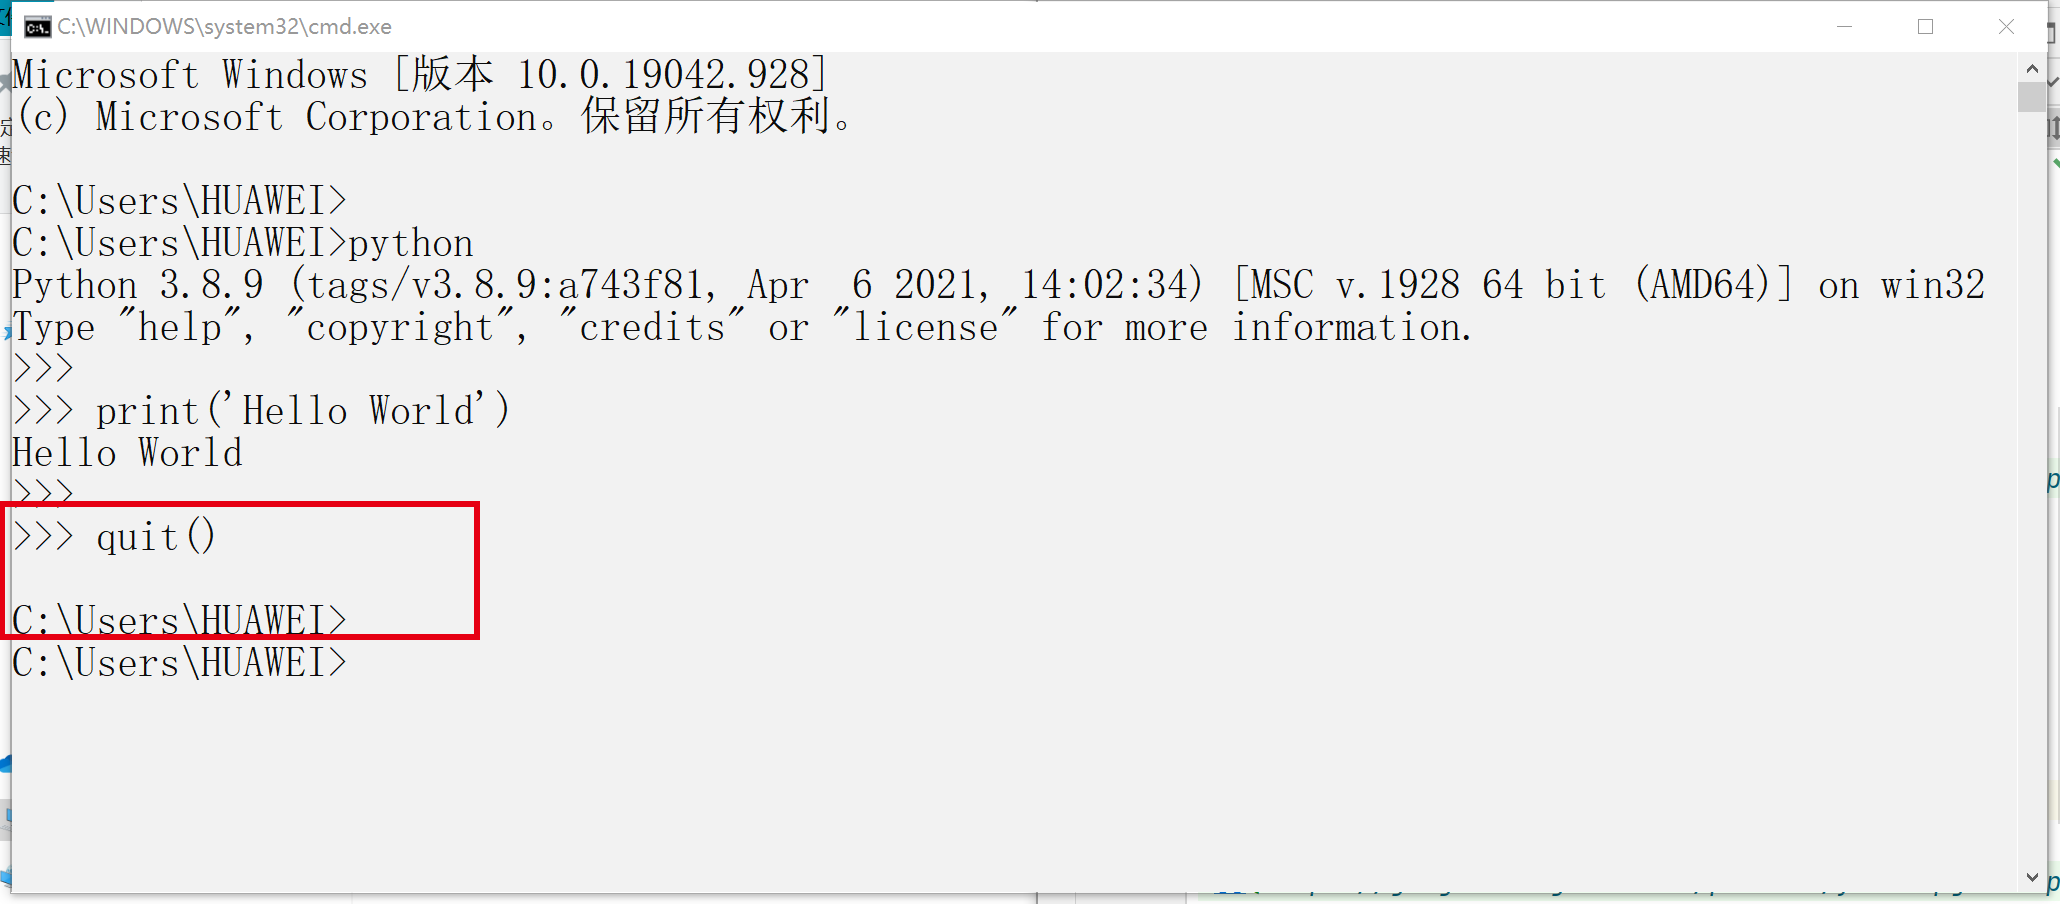 C:\WINDOWS\system32\cmd.exe
Microsoft Windows [版本 10.0.19042.928]
(c) Microsoft Corporation。保留所有权利。
C:\Users\HUAWEI>
C:\Users\HUAWEI>python
Python 3.8.9 (tags/v3.8.9:a743f81, Apr  6 2021, 14:02:34) [MSC v.1928 64 bit (AMD64)] on win32
Type "help", "copyright", "credits" or "license" for more information.
>>>
>>> print('Hello World')
Hello World
>>>
>>> quit()
C:\Users\HUAWEI>
C:\Users\HUAWEI>